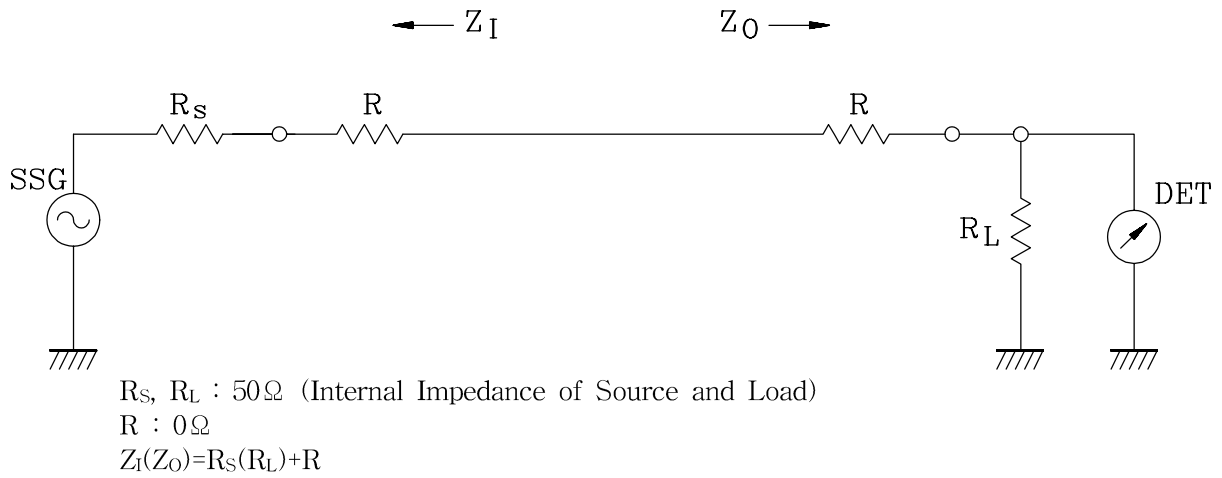 Z_I Z_O
R_S R R
SSG
DET
R_L
R_S, R_L : 50Ω (Internal Impedance of Source and Load)
R : 0Ω
Z_I(Z_O)=R_S(R_L)+R